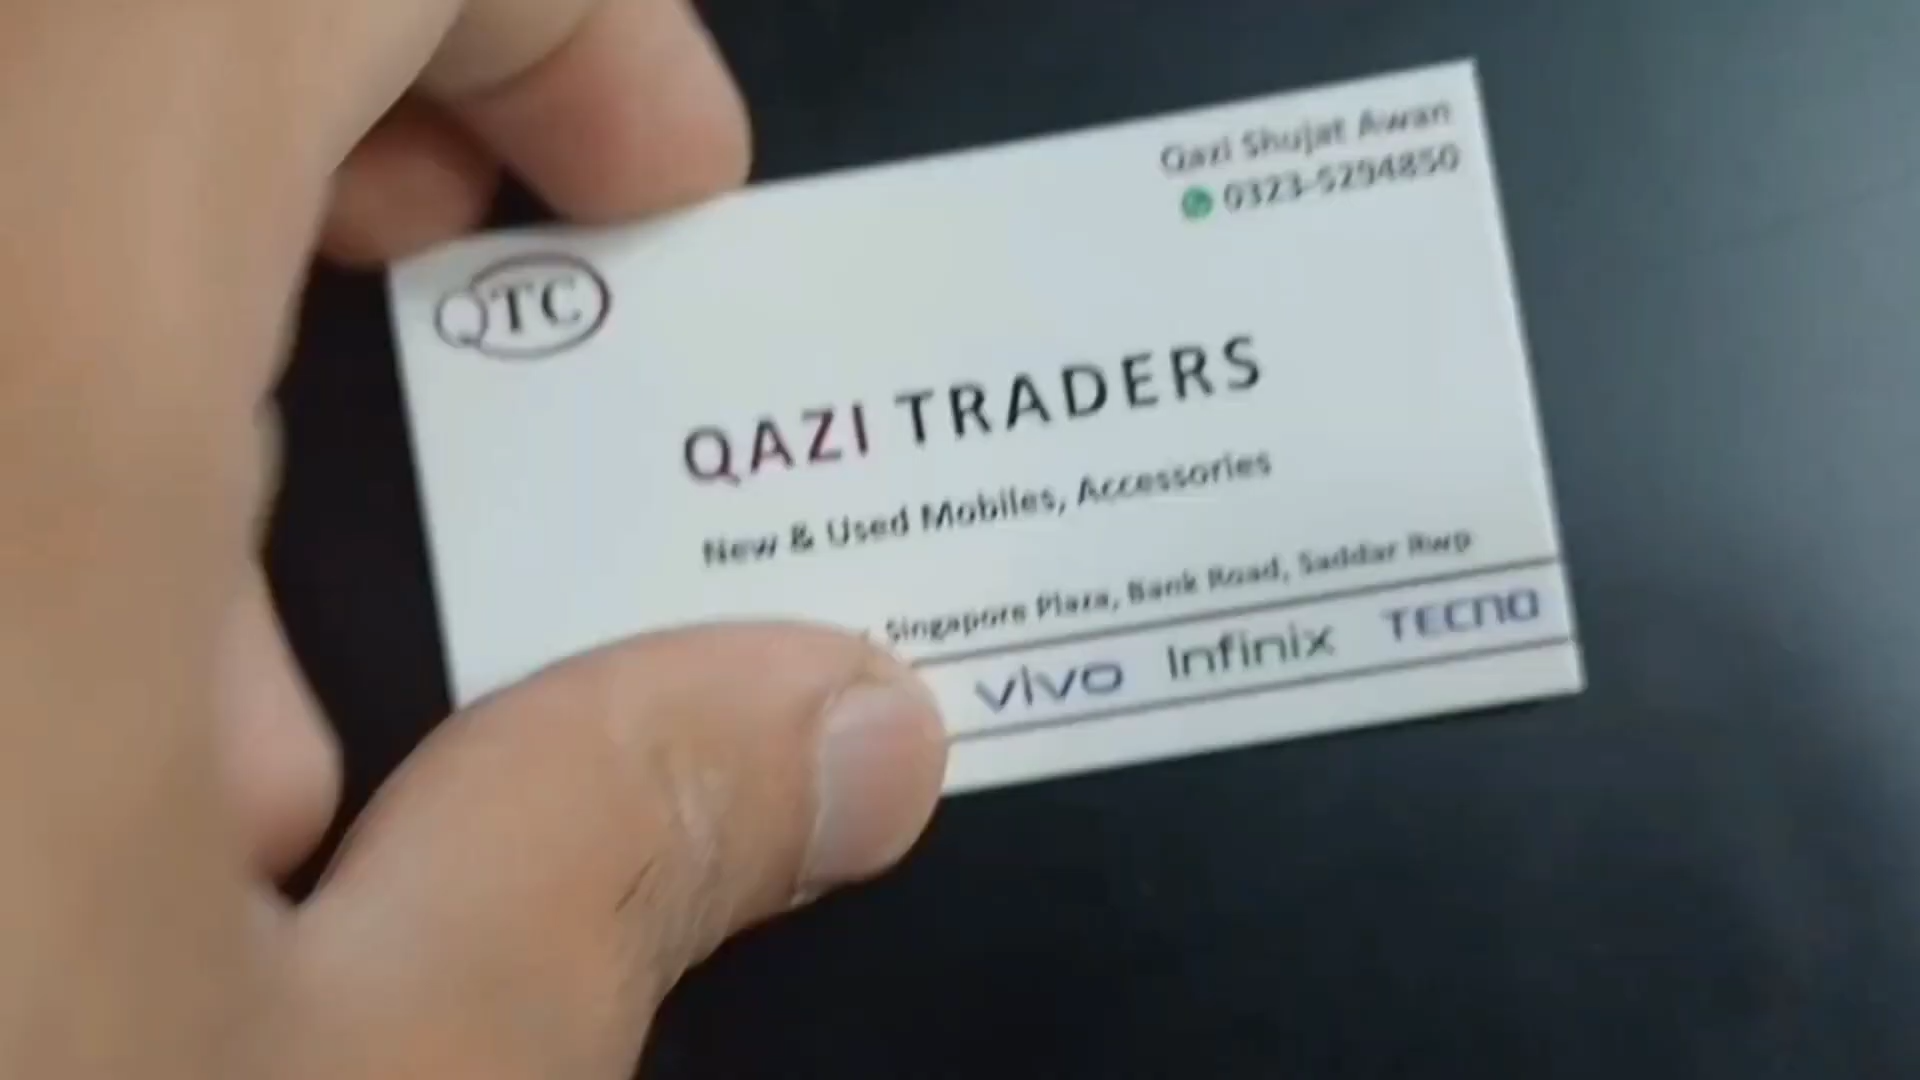 Qazi Shujat Awan
0323-5294850
QTC
QAZI TRADERS
New & Used Mobiles, Accessories
Singapore Plaza, Bank Road, Saddar Rwp
vivo Infinix TECNO